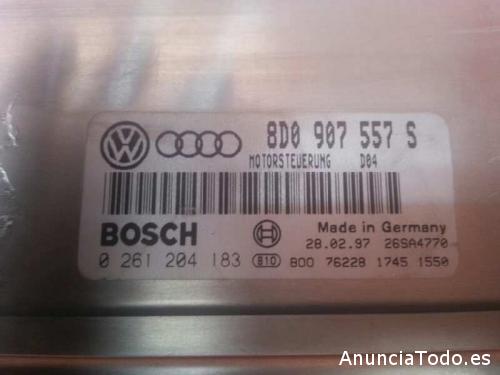 8D0 907 557 S
MOTORSTEUERUNG D04
BOSCH
Made in Germany
28.02.97 26SA4770
0 261 204 183 B10 800 76228 1745 1550
AnunciaTodo.es